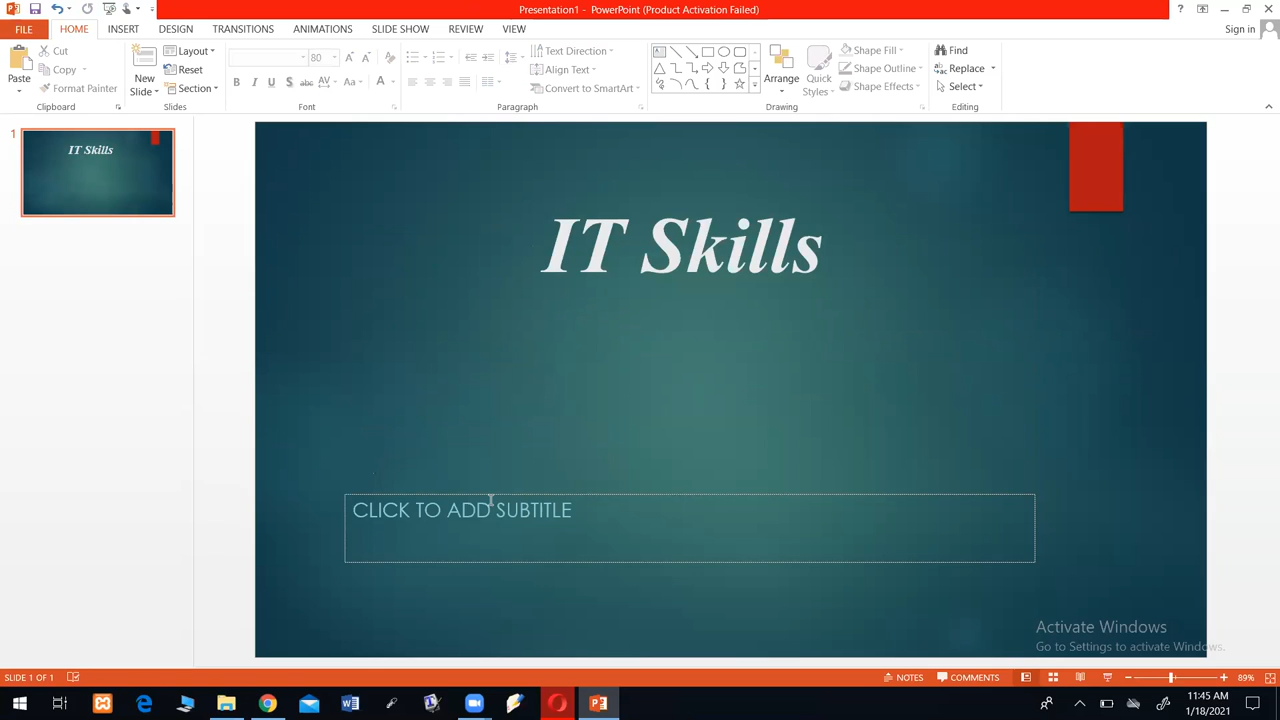 Presentation1 - PowerPoint (Product Activation Failed)
?
FILE HOME INSERT DESIGN TRANSITIONS ANIMATIONS SLIDE SHOW REVIEW VIEW Sign in
Paste
Cut
Copy
Format Painter
Clipboard
New
Slide
Layout
Reset
Section
Slides
80
B I U S abc AV Aa A
Font
Text Direction
Align Text
Convert to SmartArt
Paragraph
Arrange
Quick
Styles
Shape Fill
Shape Outline
Shape Effects
Drawing
Find
Replace
Select
Editing
1
IT Skills
IT Skills
CLICK TO ADD SUBTITLE
Activate Windows
Go to Settings to activate Windows.
SLIDE 1 OF 1 NOTES COMMENTS 89%
11:45 AM
1/18/2021